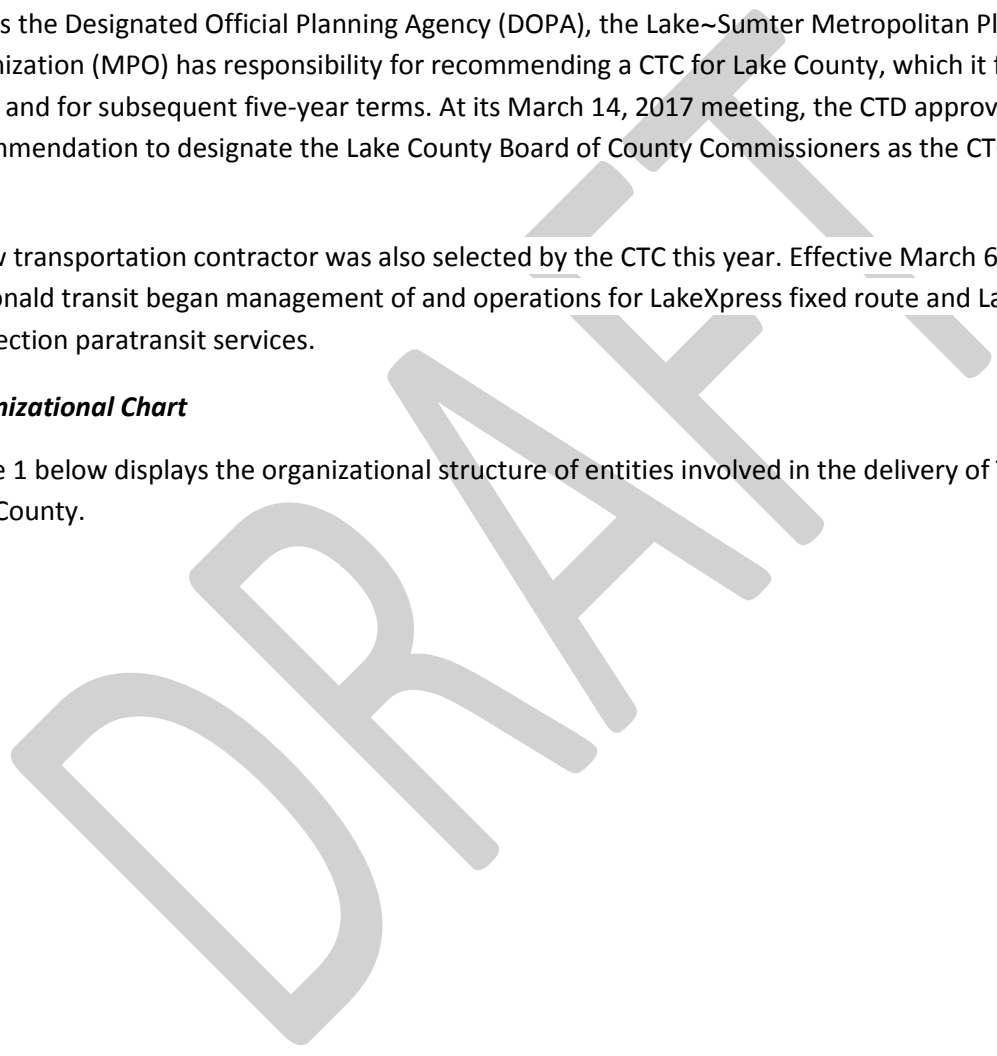 s the Designated Official Planning Agency (DOPA), the Lake~Sumter Metropolitan Pl
nization (MPO) has responsibility for recommending a CTC for Lake County, which it f
and for subsequent five-year terms. At its March 14, 2017 meeting, the CTD approv
mmendation to designate the Lake County Board of County Commissioners as the CT
w transportation contractor was also selected by the CTC this year. Effective March 6
onald transit began management of and operations for LakeXpress fixed route and La
ection paratransit services.
nizational Chart
e 1 below displays the organizational structure of entities involved in the delivery of T
County.
DRAFT